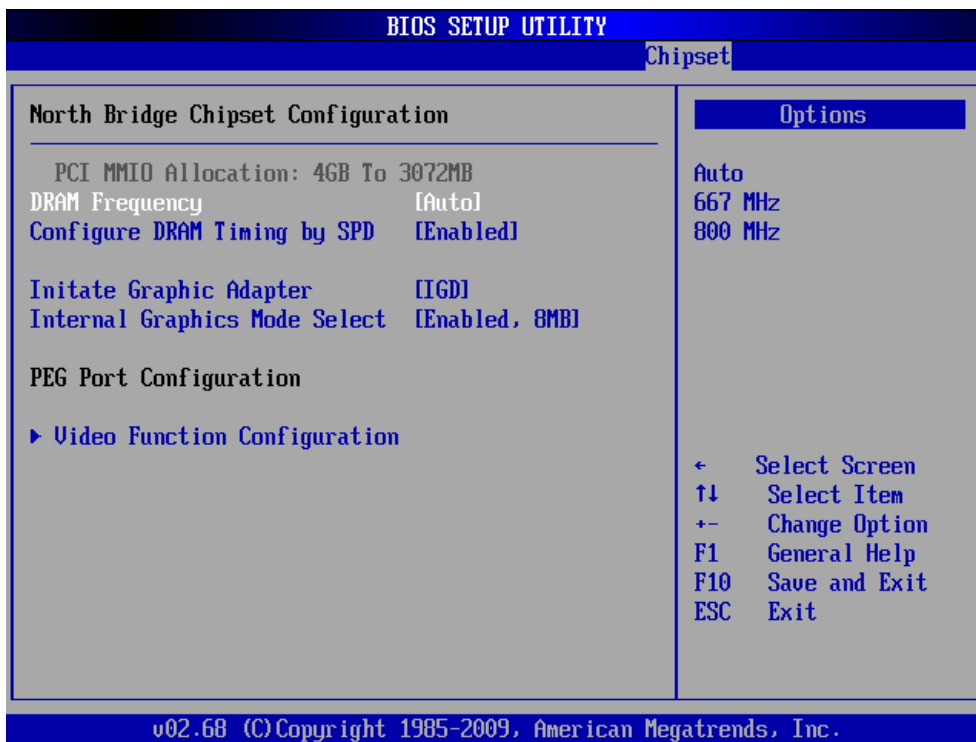 BIOS SETUP UTILITY
Chipset
North Bridge Chipset Configuration
PCI MMIO Allocation: 4GB To 3072MB
DRAM Frequency [Auto]
Configure DRAM Timing by SPD [Enabled]
Initate Graphic Adapter [IGD]
Internal Graphics Mode Select [Enabled, 8MB]
PEG Port Configuration
▶ Video Function Configuration
Options
Auto
667 MHz
800 MHz
← Select Screen
↑↓ Select Item
+- Change Option
F1 General Help
F10 Save and Exit
ESC Exit
v02.68 (C)Copyright 1985-2009, American Megatrends, Inc.